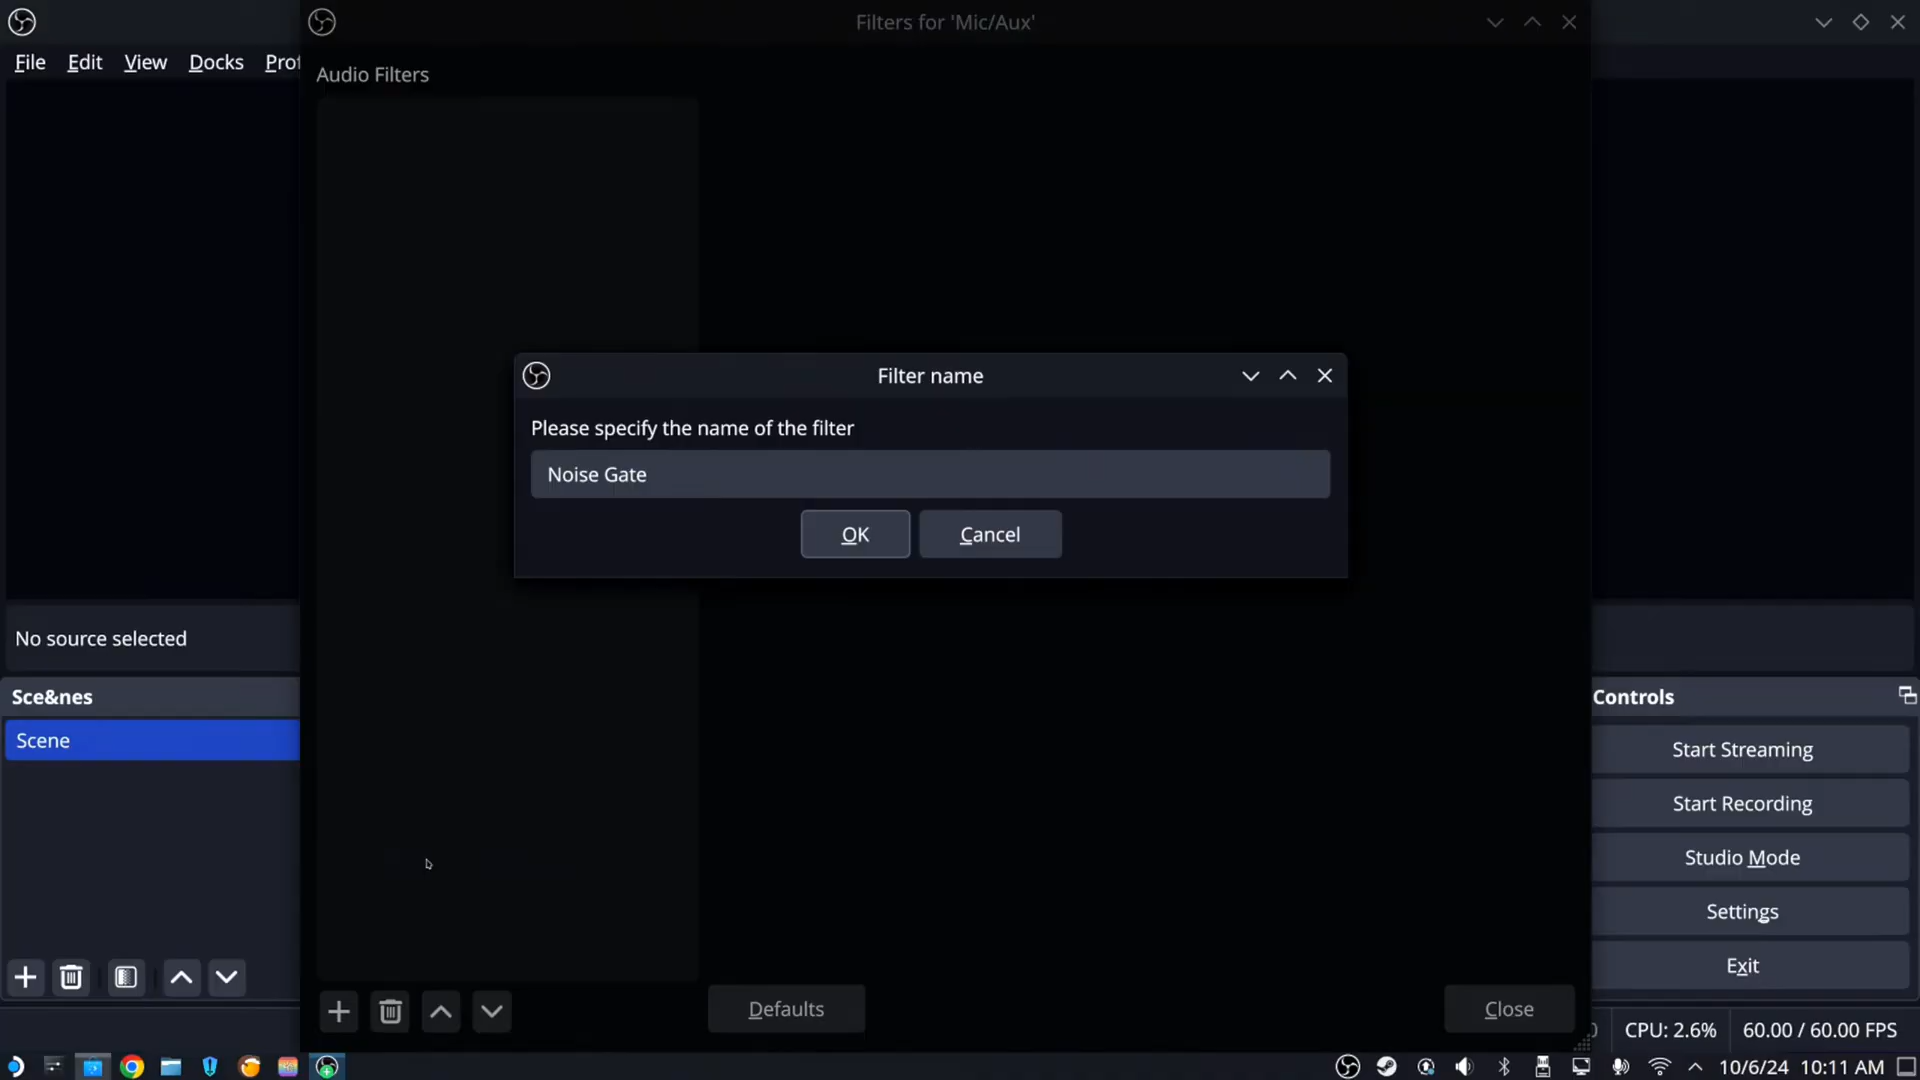 Filters for 'Mic/Aux'
File Edit View Docks Prof
Audio Filters
Filter name
Please specify the name of the filter
Noise Gate
OK Cancel
No source selected
Sce&nes
Scene
Controls
Start Streaming
Start Recording
Studio Mode
Settings
Exit
Defaults
Close
CPU: 2.6% 60.00 / 60.00 FPS
10/6/24 10:11 AM